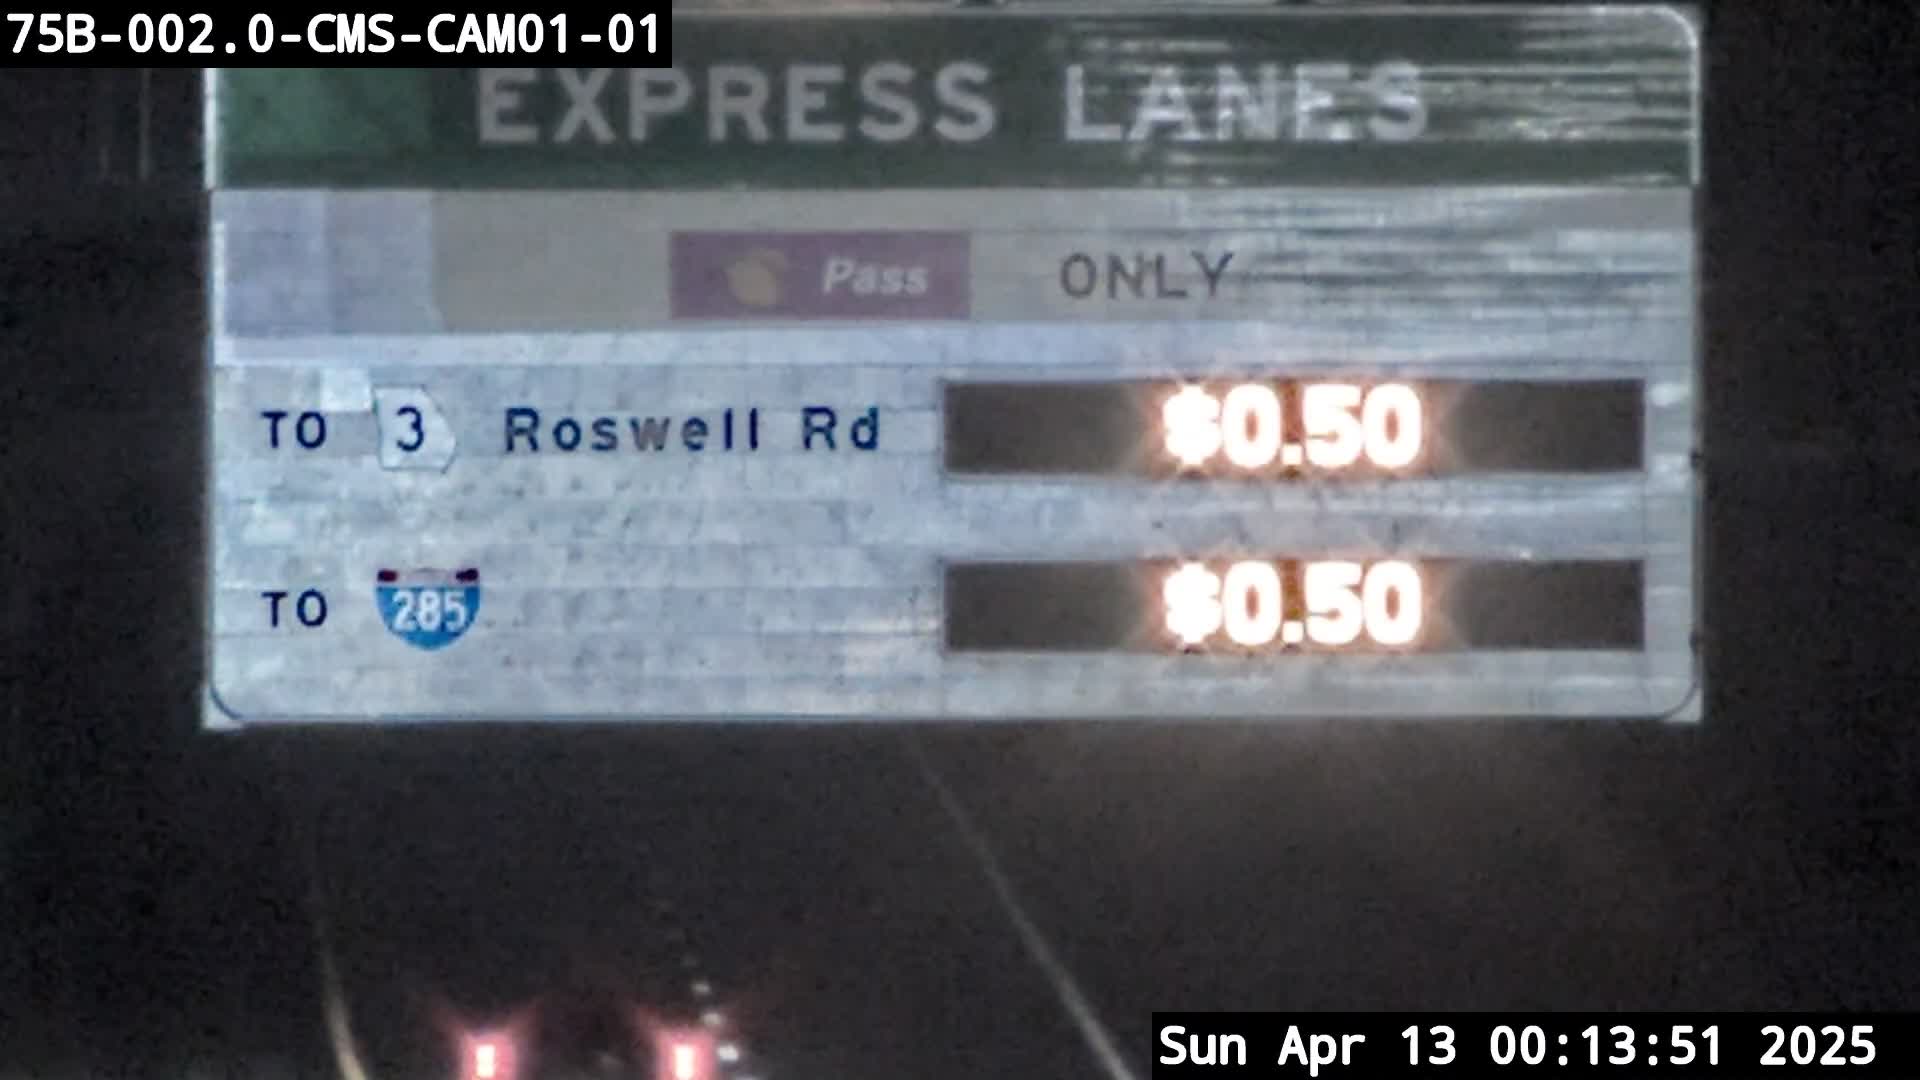 75B-002.0-CMS-CAM01-01
EXPRESS LANES
Pass ONLY
TO 3 Roswell Rd $0.50
TO 285 $0.50
Sun Apr 13 00:13:51 2025